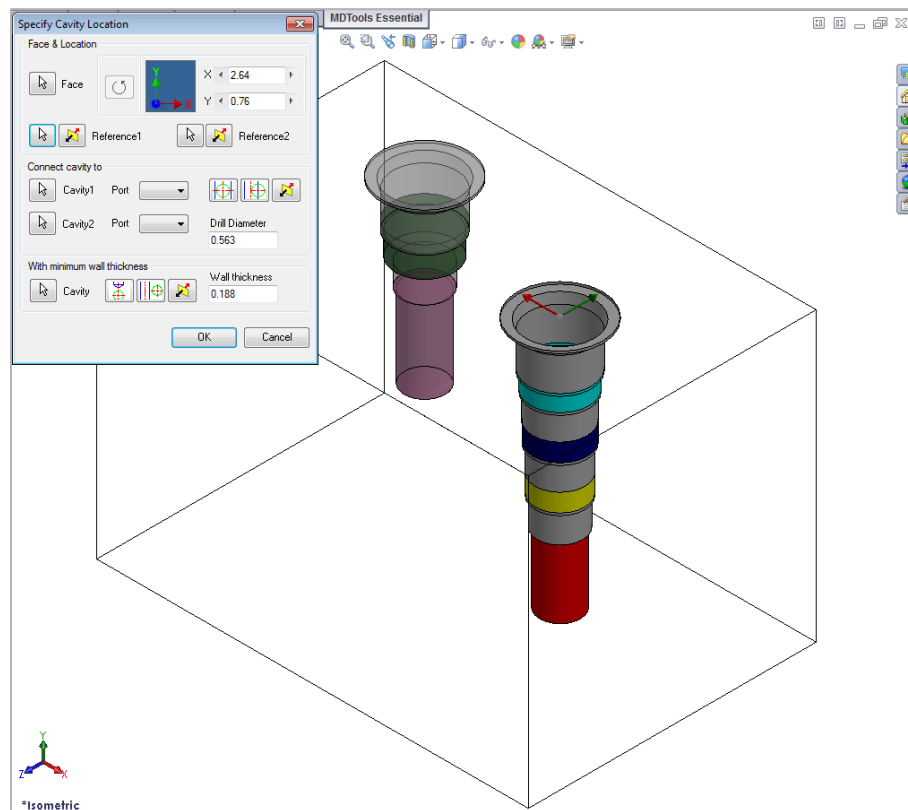 Specify Cavity Location
MDTools Essential
Face & Location
Face
Y
X
X 2.64
Y 0.76
Reference1
Reference2
Connect cavity to
Cavity1 Port
Cavity2 Port
Drill Diameter
0.563
With minimum wall thickness
Cavity
Wall thickness
0.188
OK
Cancel
Y
Z
X
*Isometric